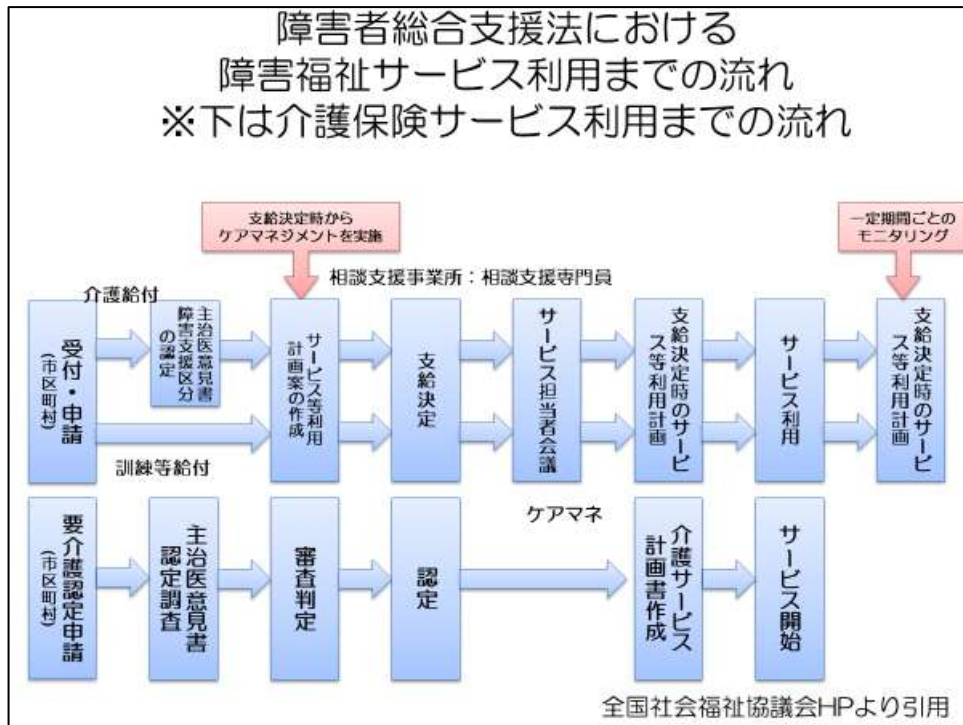 障害者総合支援法における
障害福祉サービス利用までの流れ
※下は介護保険サービス利用までの流れ
支給決定時から
ケアマネジメントを実施
一定期間ごとの
モニタリング
相談支援事業所：相談支援専門員
介護給付
受付・申請
(市区町村)
主治医意見書
障害支援区分
の認定
サービス等利用
計画案の作成
支給決定
サービス担当者会議
支給決定時のサービ
ス等利用計画
サービス利用
支給決定時のサービ
ス等利用計画
訓練等給付
要介護認定申請
(市区町村)
主治医意見書
認定調査
審査判定
認定
ケアマネ
介護サービス
計画書作成
サービス開始
全国社会福祉協議会HPより引用